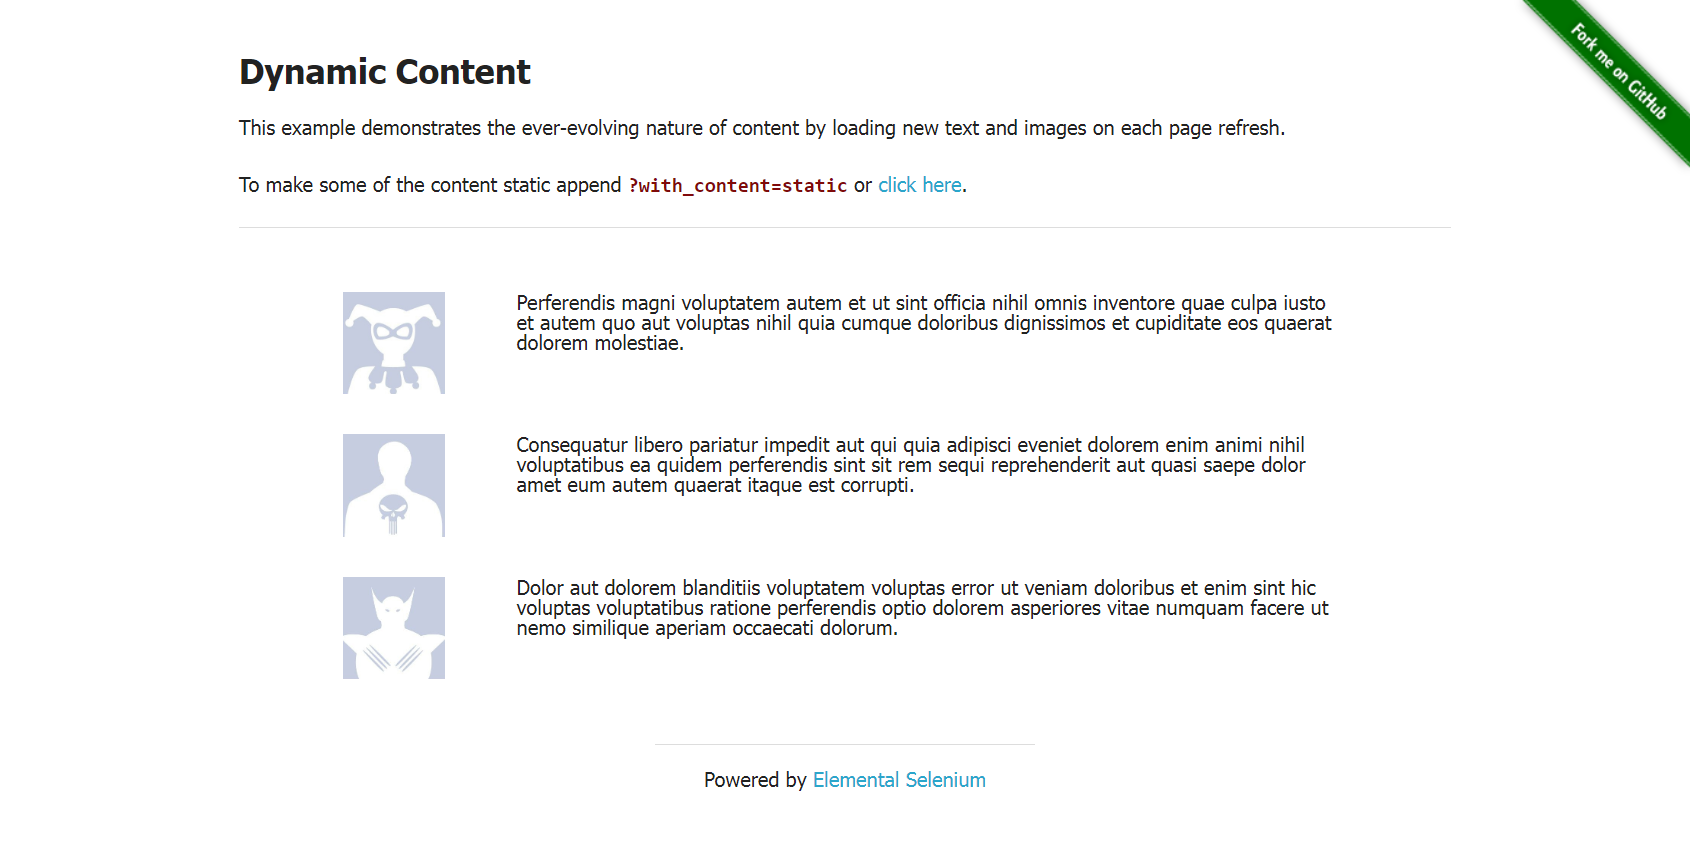 Fork me on GitHub
Dynamic Content
This example demonstrates the ever-evolving nature of content by loading new text and images on each page refresh.
To make some of the content static append ?with_content=static or click here.
Perferendis magni voluptatem autem et ut sint officia nihil omnis inventore quae culpa iusto
et autem quo aut voluptas nihil quia cumque doloribus dignissimos et cupiditate eos quaerat
dolorem molestiae.
Consequatur libero pariatur impedit aut qui quia adipisci eveniet dolorem enim animi nihil
voluptatibus ea quidem perferendis sint sit rem sequi reprehenderit aut quasi saepe dolor
amet eum autem quaerat itaque est corrupti.
Dolor aut dolorem blanditiis voluptatem voluptas error ut veniam doloribus et enim sint hic
voluptas voluptatibus ratione perferendis optio dolorem asperiores vitae numquam facere ut
nemo similique aperiam occaecati dolorum.
Powered by Elemental Selenium